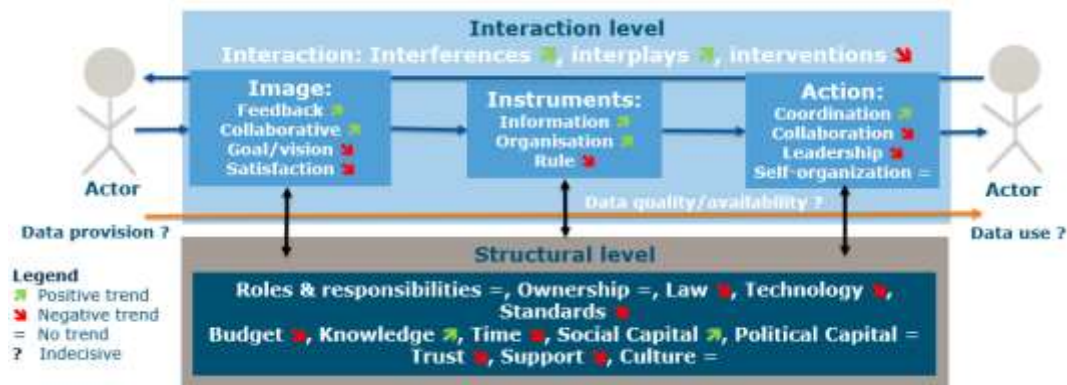 Interaction level
Interaction: Interferences ↗, interplays ↗, interventions ↘
Image:
Feedback ↗
Collaborative ↗
Goal/vision ↘
Satisfaction ↘
Instruments:
Information ↗
Organisation ↗
Rule ↘
Action:
Coordination ↗
Collaboration ↘
Leadership ↘
Self-organization =
Actor
Actor
Data quality/availability ?
Data provision ?
Data use ?
Structural level
Roles & responsibilities =, Ownership =, Law ↘, Technology ↘,
Standards ↘
Budget ↘, Knowledge ↗, Time ↘, Social Capital ↗, Political Capital =
Trust ↘, Support ↘, Culture =
Legend
↗ Positive trend
↘ Negative trend
= No trend
? Indecisive